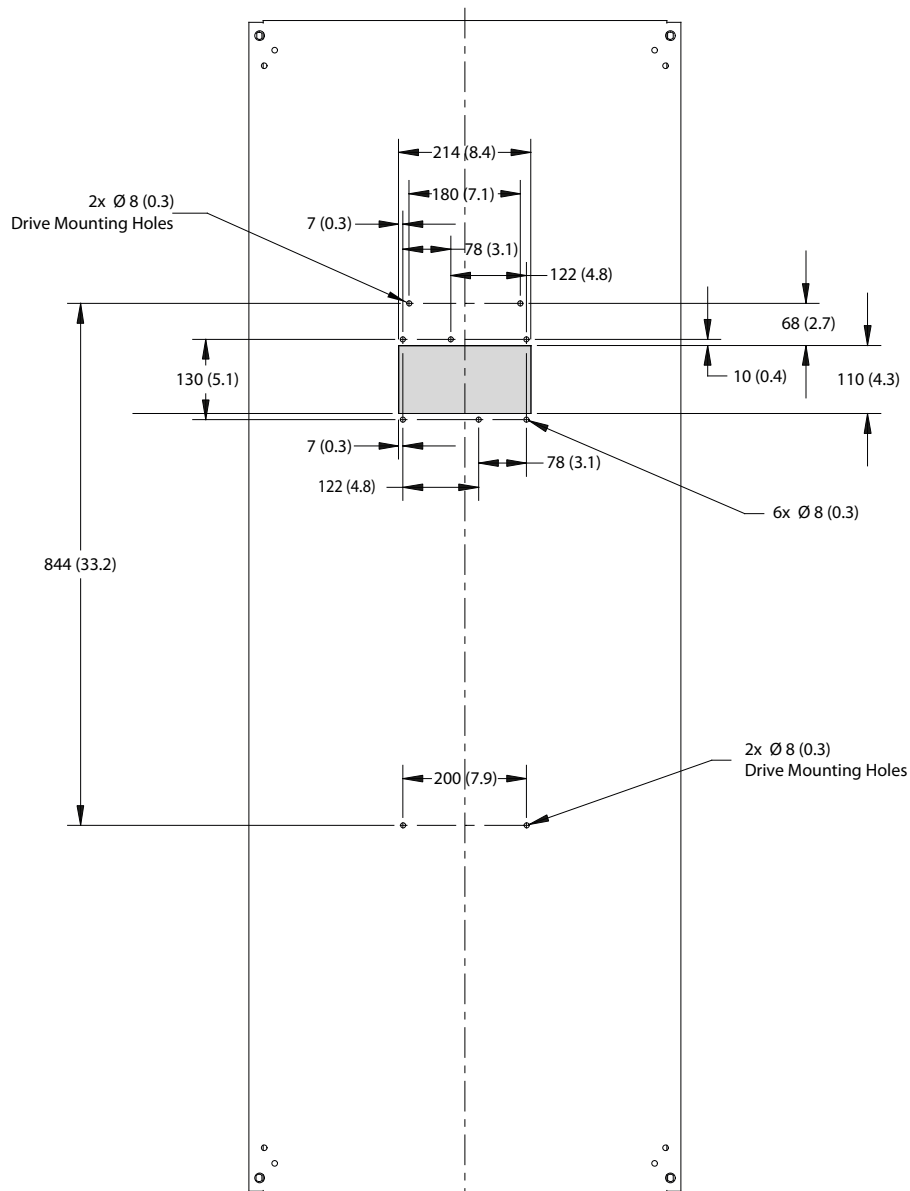 214 (8.4)
180 (7.1)
2x Ø 8 (0.3)
Drive Mounting Holes
7 (0.3)
78 (3.1)
122 (4.8)
68 (2.7)
10 (0.4)
110 (4.3)
130 (5.1)
7 (0.3)
78 (3.1)
122 (4.8)
6x Ø 8 (0.3)
844 (33.2)
2x Ø 8 (0.3)
Drive Mounting Holes
200 (7.9)